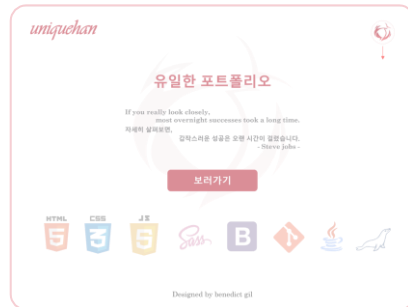 uniquehan
유일한 포트폴리오
If you really look closely,
most overnight successes took a long time.
자세히 살펴보면,
갑작스러운 성공은 오랜 시간이 걸렸습니다.
- Steve jobs -
보러가기
HTML CSS JS
5 3 5 Sass B
Designed by benedict gil